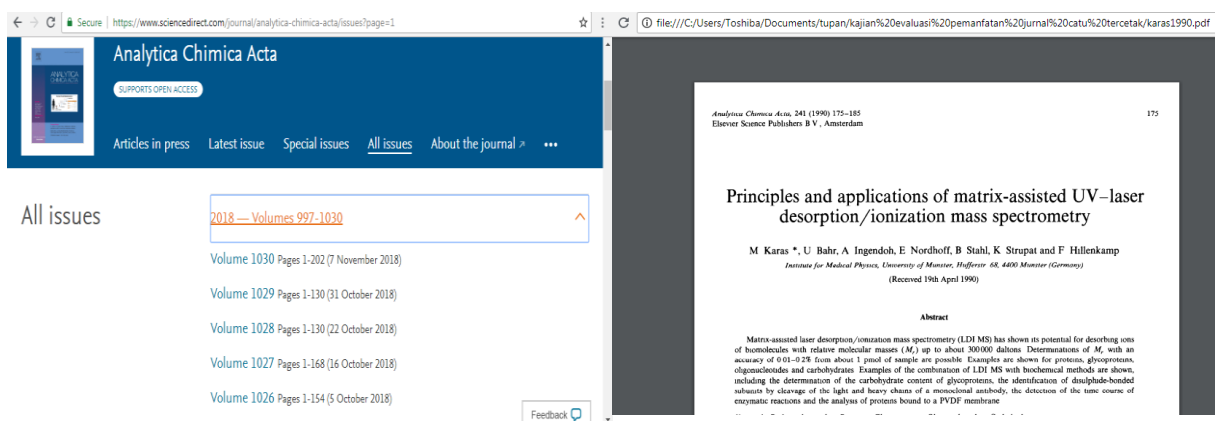 Secure | https://www.sciencedirect.com/journal/analytica-chimica-acta/issues?page=1
Analytica Chimica Acta
ANALYTICA
CHIMICA ACTA
SUPPORTS OPEN ACCESS
Articles in press Latest issue Special issues All issues About the journal ↗ •••
All issues
2018 — Volumes 997-1030
Volume 1030 Pages 1-202 (7 November 2018)
Volume 1029 Pages 1-130 (31 October 2018)
Volume 1028 Pages 1-130 (22 October 2018)
Volume 1027 Pages 1-168 (16 October 2018)
Volume 1026 Pages 1-154 (5 October 2018)
Feedback
file:///C:/Users/Toshiba/Documents/tupan/kajian%20evaluasi%20pemanfatan%20jurnal%20catu%20tercetak/karas1990.pdf
Analytica Chimica Acta, 241 (1990) 175–185 175
Elsevier Science Publishers B V , Amsterdam
Principles and applications of matrix-assisted UV–laser
desorption/ionization mass spectrometry
M Karas *, U Bahr, A Ingendoh, E Nordhoff, B Stahl, K Strupat and F Hillenkamp
Institute for Medical Physics, University of Munster, Hufferstr 68, 4400 Munster (Germany)
(Received 19th April 1990)
Abstract
Matrix-assisted laser desorption/ionization mass spectrometry (LDI MS) has shown its potential for desorbing ions
of biomolecules with relative molecular masses (Mr) up to about 300000 daltons Determinations of Mr with an
accuracy of 0 01–0 2% from about 1 pmol of sample are possible Examples are shown for proteins, glycoproteins,
oligonucleotides and carbohydrates Examples of the combination of LDI MS with biochemical methods are shown,
including the determination of the carbohydrate content of glycoproteins, the identification of disulphide-bonded
subunits by cleavage of the light and heavy chains of a monoclonal antibody, the detection of the time course of
enzymatic reactions and the analysis of proteins bound to a PVDF membrane